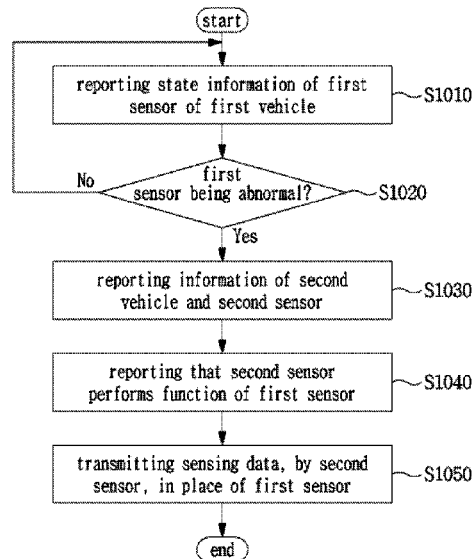 start
reporting state information of first
sensor of first vehicle
S1010
first
sensor being abnormal?
S1020
No
Yes
reporting information of second
vehicle and second sensor
S1030
reporting that second sensor
performs function of first sensor
S1040
transmitting sensing data, by second
sensor, in place of first sensor
S1050
end